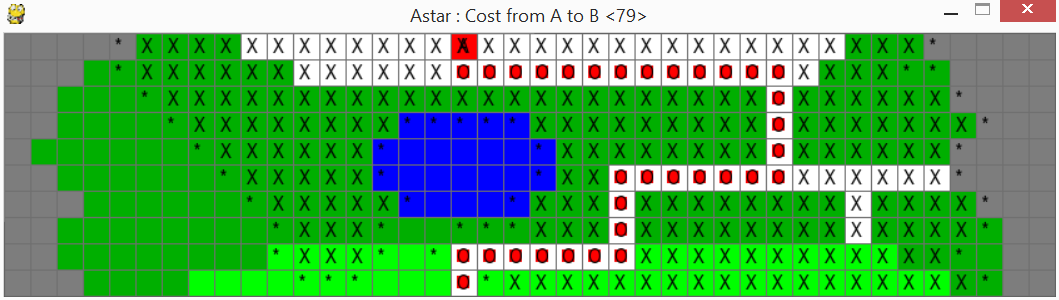 Astar : Cost from A to B <79>
* X X X X X X X X X X X X X X X X X X X X X X X X X X X X X X *
* X X X X X X X X X X X X O O O O O O O O O O O O O X X X X * *
* X X X X X X X X X X X X X X X X X X X X X X X O X X X X X X *
* X X X X X X X X * * * * * X X X X X X X X X O X X X X X X X *
* X X X X X X * * X X X X X X X X O X X X X X X *
* X X X X X * * X X O O O O O O O X X X X X X *
* X X X X X * * X X X O X X X X X X X X X X X X *
* X X X * * * * X X X O X X X X X X X X X X X X X *
* X X X * * O O O O O O O X X X X X X X X X X X X *
* * * O * X X X X X X X X X X X X X X X X X * *